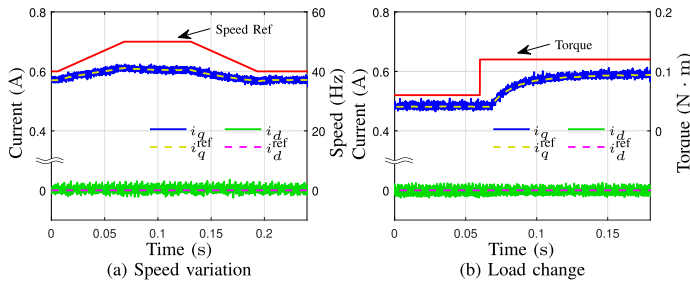 0.8
0.6
0.4
0
Current (A)
60
40
20
0
Speed (Hz)
Speed Ref
i_q
i_d
i_q^ref
i_d^ref
0
0.05
0.1
0.15
0.2
Time (s)
(a) Speed variation
0.8
0.6
0.4
0
Current (A)
0.2
0.1
0
Torque (N · m)
Torque
i_q
i_d
i_q^ref
i_d^ref
0
0.05
0.10
0.15
Time (s)
(b) Load change